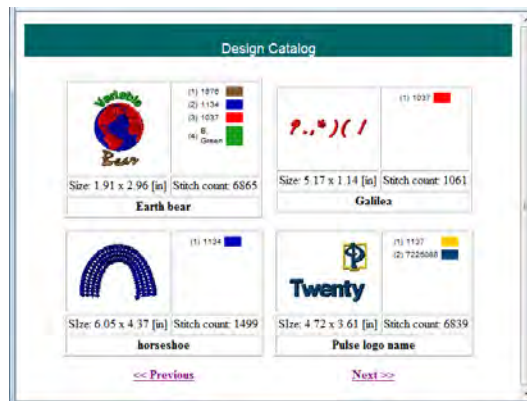 Design Catalog
Variable
Bear
(1) 1876
(2) 1134
(3) 1037
(4) B. Green
Size: 1.91 x 2.96 [in] Stitch count: 6865
Earth bear
? . , " ) ( /
(1) 1037
Size: 5.17 x 1.14 [in] Stitch count: 1061
Galilea
(1) 1134
SIze: 6.05 x 4.37 [in] Stitch count: 1499
horseshoe
P
Twenty
(1) 1137
(2) 7225088
SIze: 4.72 x 3.61 [in] Stitch count: 6839
Pulse logo name
<< Previous
Next >>